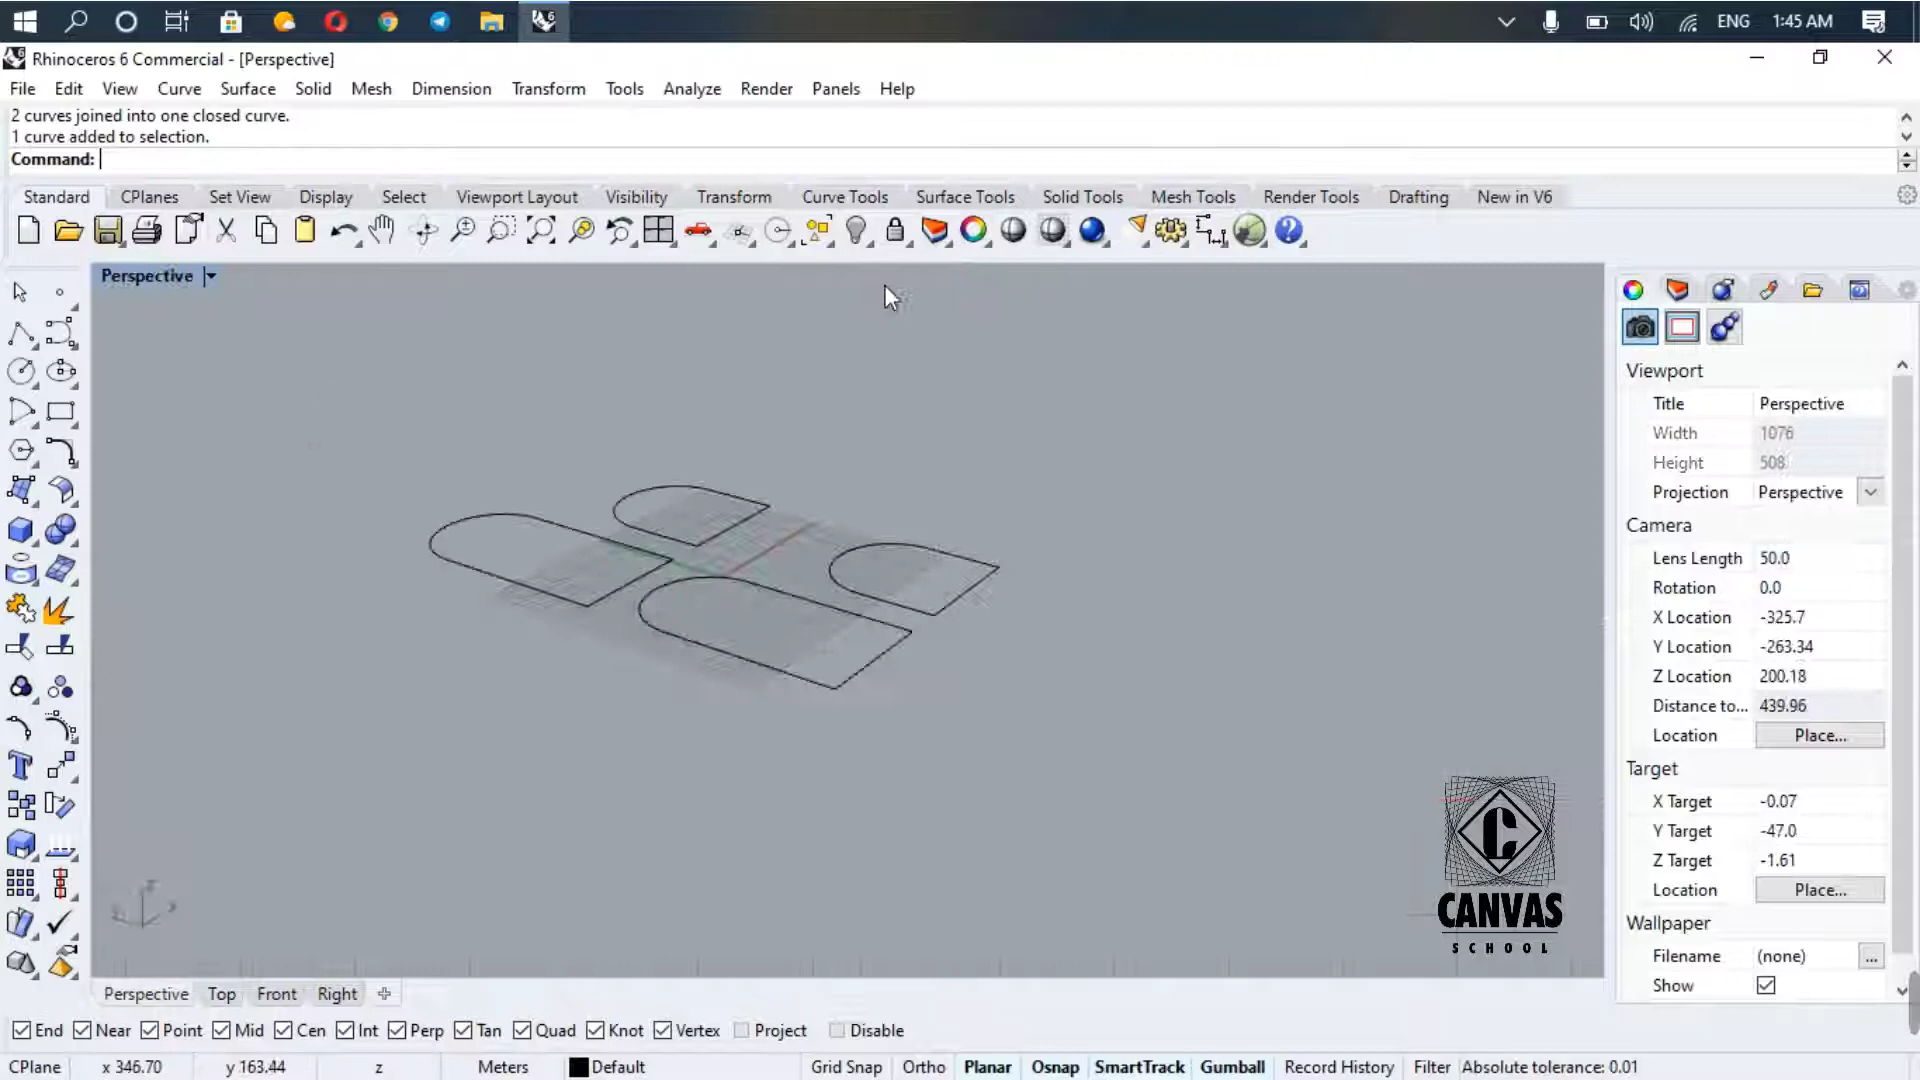 ENG 1:45 AM
Rhinoceros 6 Commercial - [Perspective]
File Edit View Curve Surface Solid Mesh Dimension Transform Tools Analyze Render Panels Help
2 curves joined into one closed curve.
1 curve added to selection.
Command:
Standard CPlanes Set View Display Select Viewport Layout Visibility Transform Curve Tools Surface Tools Solid Tools Mesh Tools Render Tools Drafting New in V6
Perspective
Viewport
Title Perspective
Width 1076
Height 508
Projection Perspective
Camera
Lens Length 50.0
Rotation 0.0
X Location -325.7
Y Location -263.34
Z Location 200.18
Distance to... 439.96
Location Place...
Target
X Target -0.07
Y Target -47.0
Z Target -1.61
Location Place...
Wallpaper
Filename (none) ...
Show
CANVAS
SCHOOL
Perspective Top Front Right
End Near Point Mid Cen Int Perp Tan Quad Knot Vertex Project Disable
CPlane x 346.70 y 163.44 z Meters Default Grid Snap Ortho Planar Osnap SmartTrack Gumball Record History Filter Absolute tolerance: 0.01